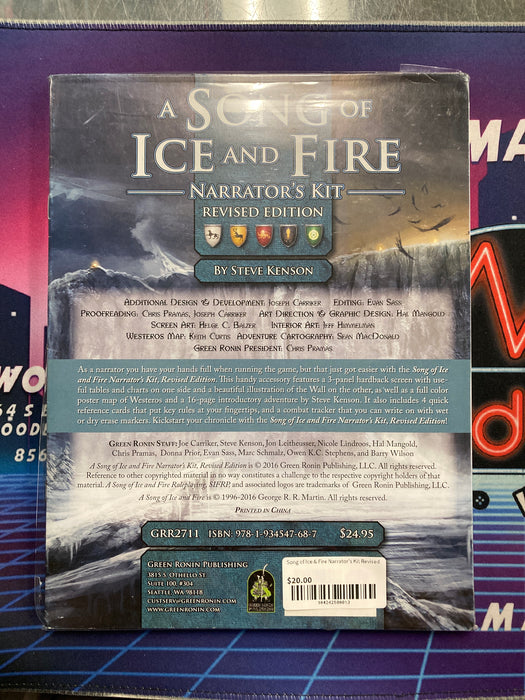 A SONG OF
ICE AND FIRE
NARRATOR'S KIT
REVISED EDITION
BY STEVE KENSON
ADDITIONAL DESIGN & DEVELOPMENT: JOSEPH CARRIKER EDITING: EVAN SASS
PROOFREADING: CHRIS PRAMAS, JOSEPH CARRIKER ART DIRECTION & GRAPHIC DESIGN: HAL MANGOLD
SCREEN ART: HELGE C. BALZER INTERIOR ART: JEFF HIMMELMAN
WESTEROS MAP: KEITH CURTIS ADVENTURE CARTOGRAPHY: SEAN MACDONALD
GREEN RONIN PRESIDENT: CHRIS PRAMAS
As a narrator you have your hands full when running the game, but that just got easier with the Song of Ice
and Fire Narrator's Kit, Revised Edition. This handy accessory features a 3-panel hardback screen with use-
ful tables and charts on one side and a beautiful illustration of the Wall on the other, as well as a full color
poster map of Westeros and a 16-page introductory adventure by Steve Kenson. It also includes 4 quick
reference cards that put key rules at your fingertips, and a combat tracker that you can write on with wet
or dry erase markers. Kickstart your chronicle with the Song of Ice and Fire Narrator's Kit, Revised Edition!
GREEN RONIN STAFF: Joe Carriker, Steve Kenson, Jon Leitheusser, Nicole Lindroos, Hal Mangold,
Chris Pramas, Donna Prior, Evan Sass, Marc Schmalz, Owen K.C. Stephens, and Barry Wilson
A Song of Ice and Fire Narrator's Kit, Revised Edition is © 2016 Green Ronin Publishing, LLC. All rights reserved.
Reference to other copyrighted material in no way constitutes a challenge to the respective copyright holders of that
material. A Song of Ice and Fire Roleplaying, SIFRP, and associated logos are trademarks of Green Ronin Publishing, LLC.
A Song of Ice and Fire is © 1996-2016 George R. R. Martin. All rights reserved.
PRINTED IN CHINA
GRR2711 ISBN: 978-1-934547-68-7 $24.95
GREEN RONIN PUBLISHING
3815 S. OTHELLO ST.
SUITE 100, #304
SEATTLE, WA 98118
CUSTSERV@GREENRONIN.COM
WWW.GREENRONIN.COM
Song of Ice & Fire Narrator's Kit Revised
$20.00
MA
WO
64 S E
OODL
856
M A